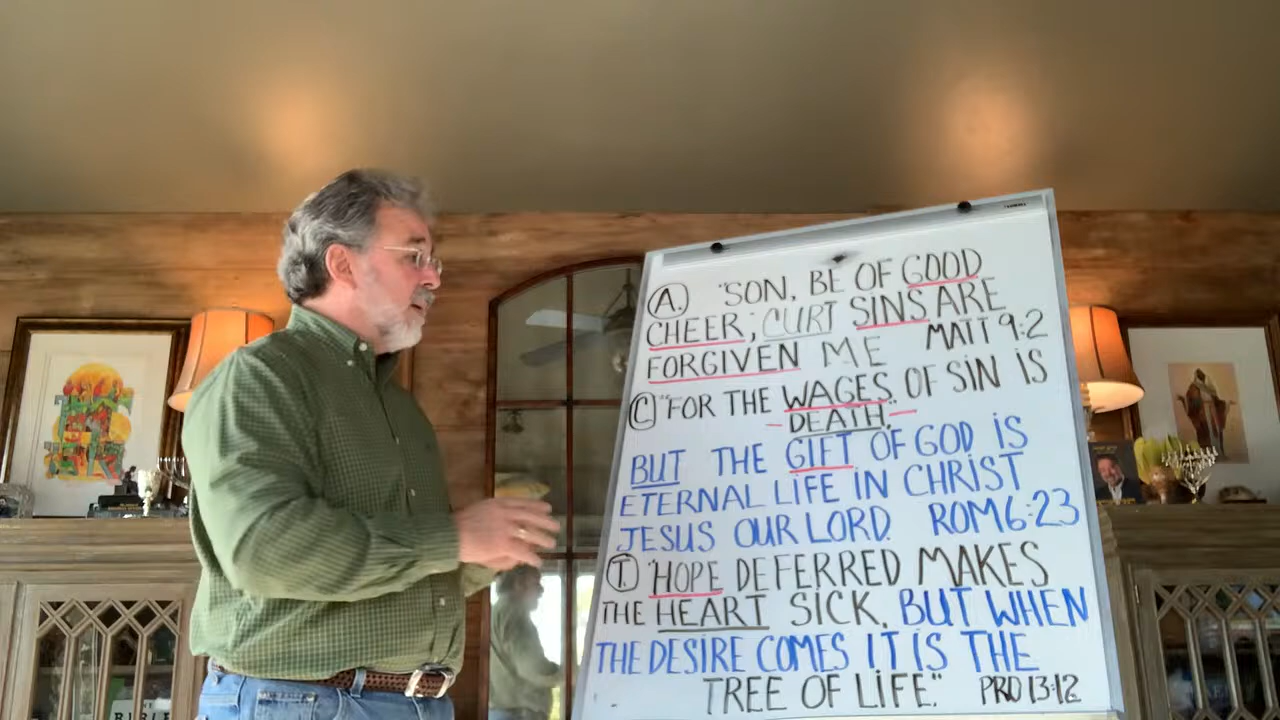 Ⓐ. "SON, BE OF GOOD
CHEER; CURT SINS ARE
FORGIVEN ME MATT 9:2
Ⓒ "FOR THE WAGES OF SIN IS
DEATH,"
BUT THE GIFT OF GOD IS
ETERNAL LIFE IN CHRIST
JESUS OUR LORD. ROM 6:23
Ⓣ. "HOPE DEFERRED MAKES
THE HEART SICK, BUT WHEN
THE DESIRE COMES IT IS THE
TREE OF LIFE." PRO 13:12